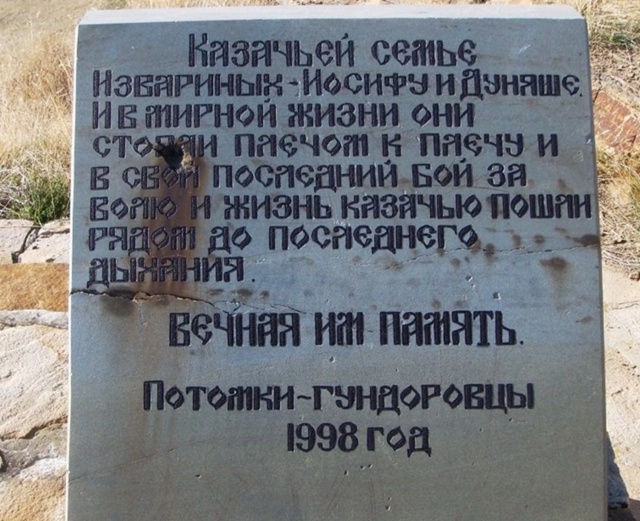 Казачьей семье
Извариных-Иосифу и Дуняше.
И в мирной жизни они
стояли плечом к плечу и
в свой последний бой за
волю и жизнь казачью пошли
рядом до последнего
дыхания.
Вечная им память.
Потомки~гундоровцы
1998 год